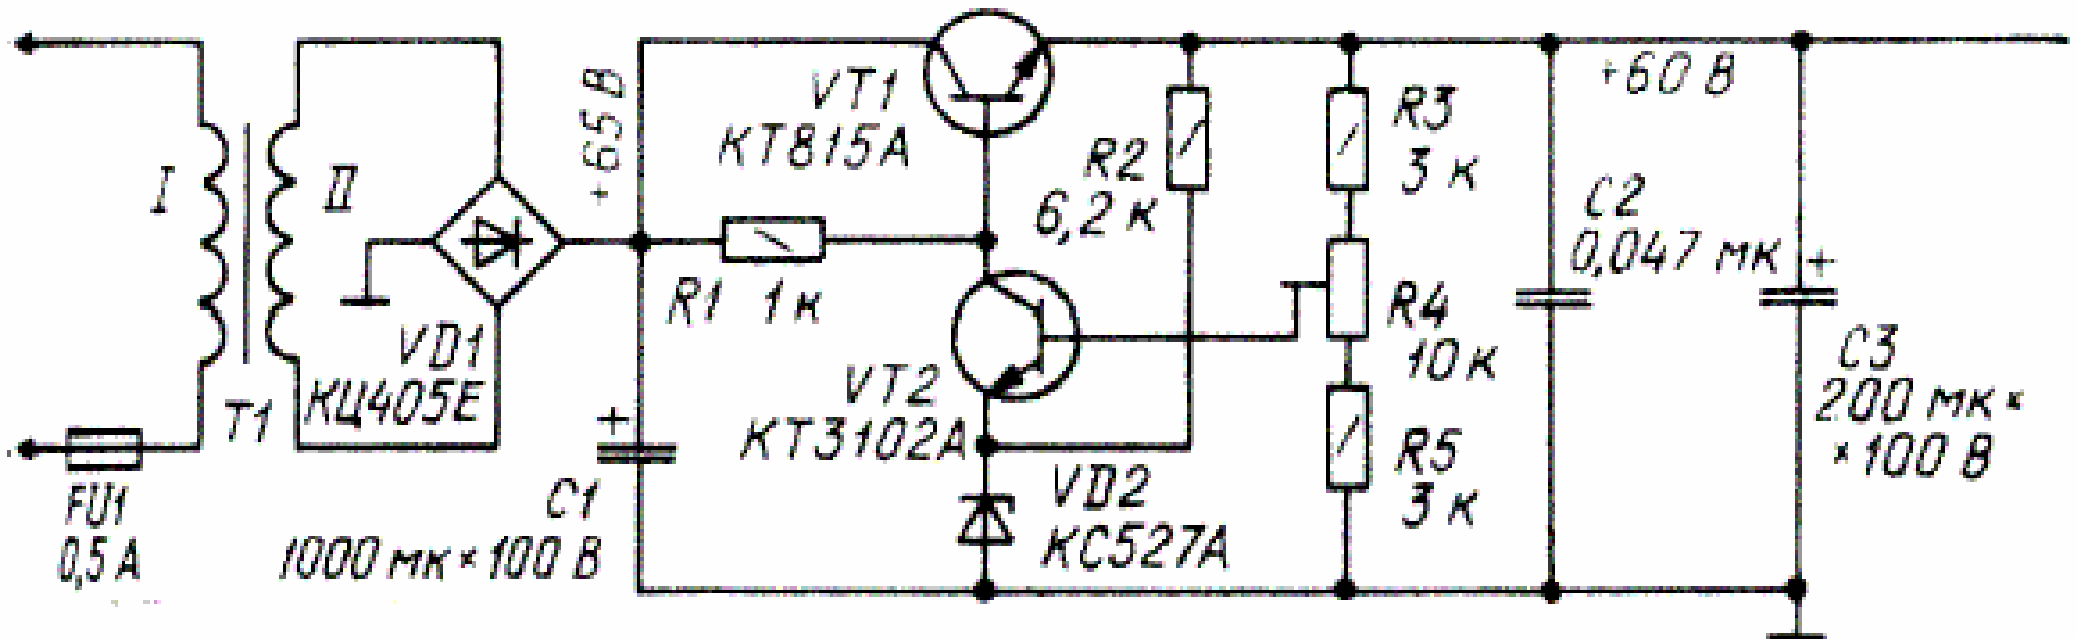 I
II
T1
FU1
0,5 А
VD1
КЦ405Е
+65 В
+
C1
1000 мк × 100 В
R1 1 к
VT1
КТ815А
VT2
КТ3102А
VD2
КС527А
R2
6,2 к
R3
3 к
R4
10 к
R5
3 к
+60 В
C2
0,047 мк
+
C3
200 мк ×
× 100 В